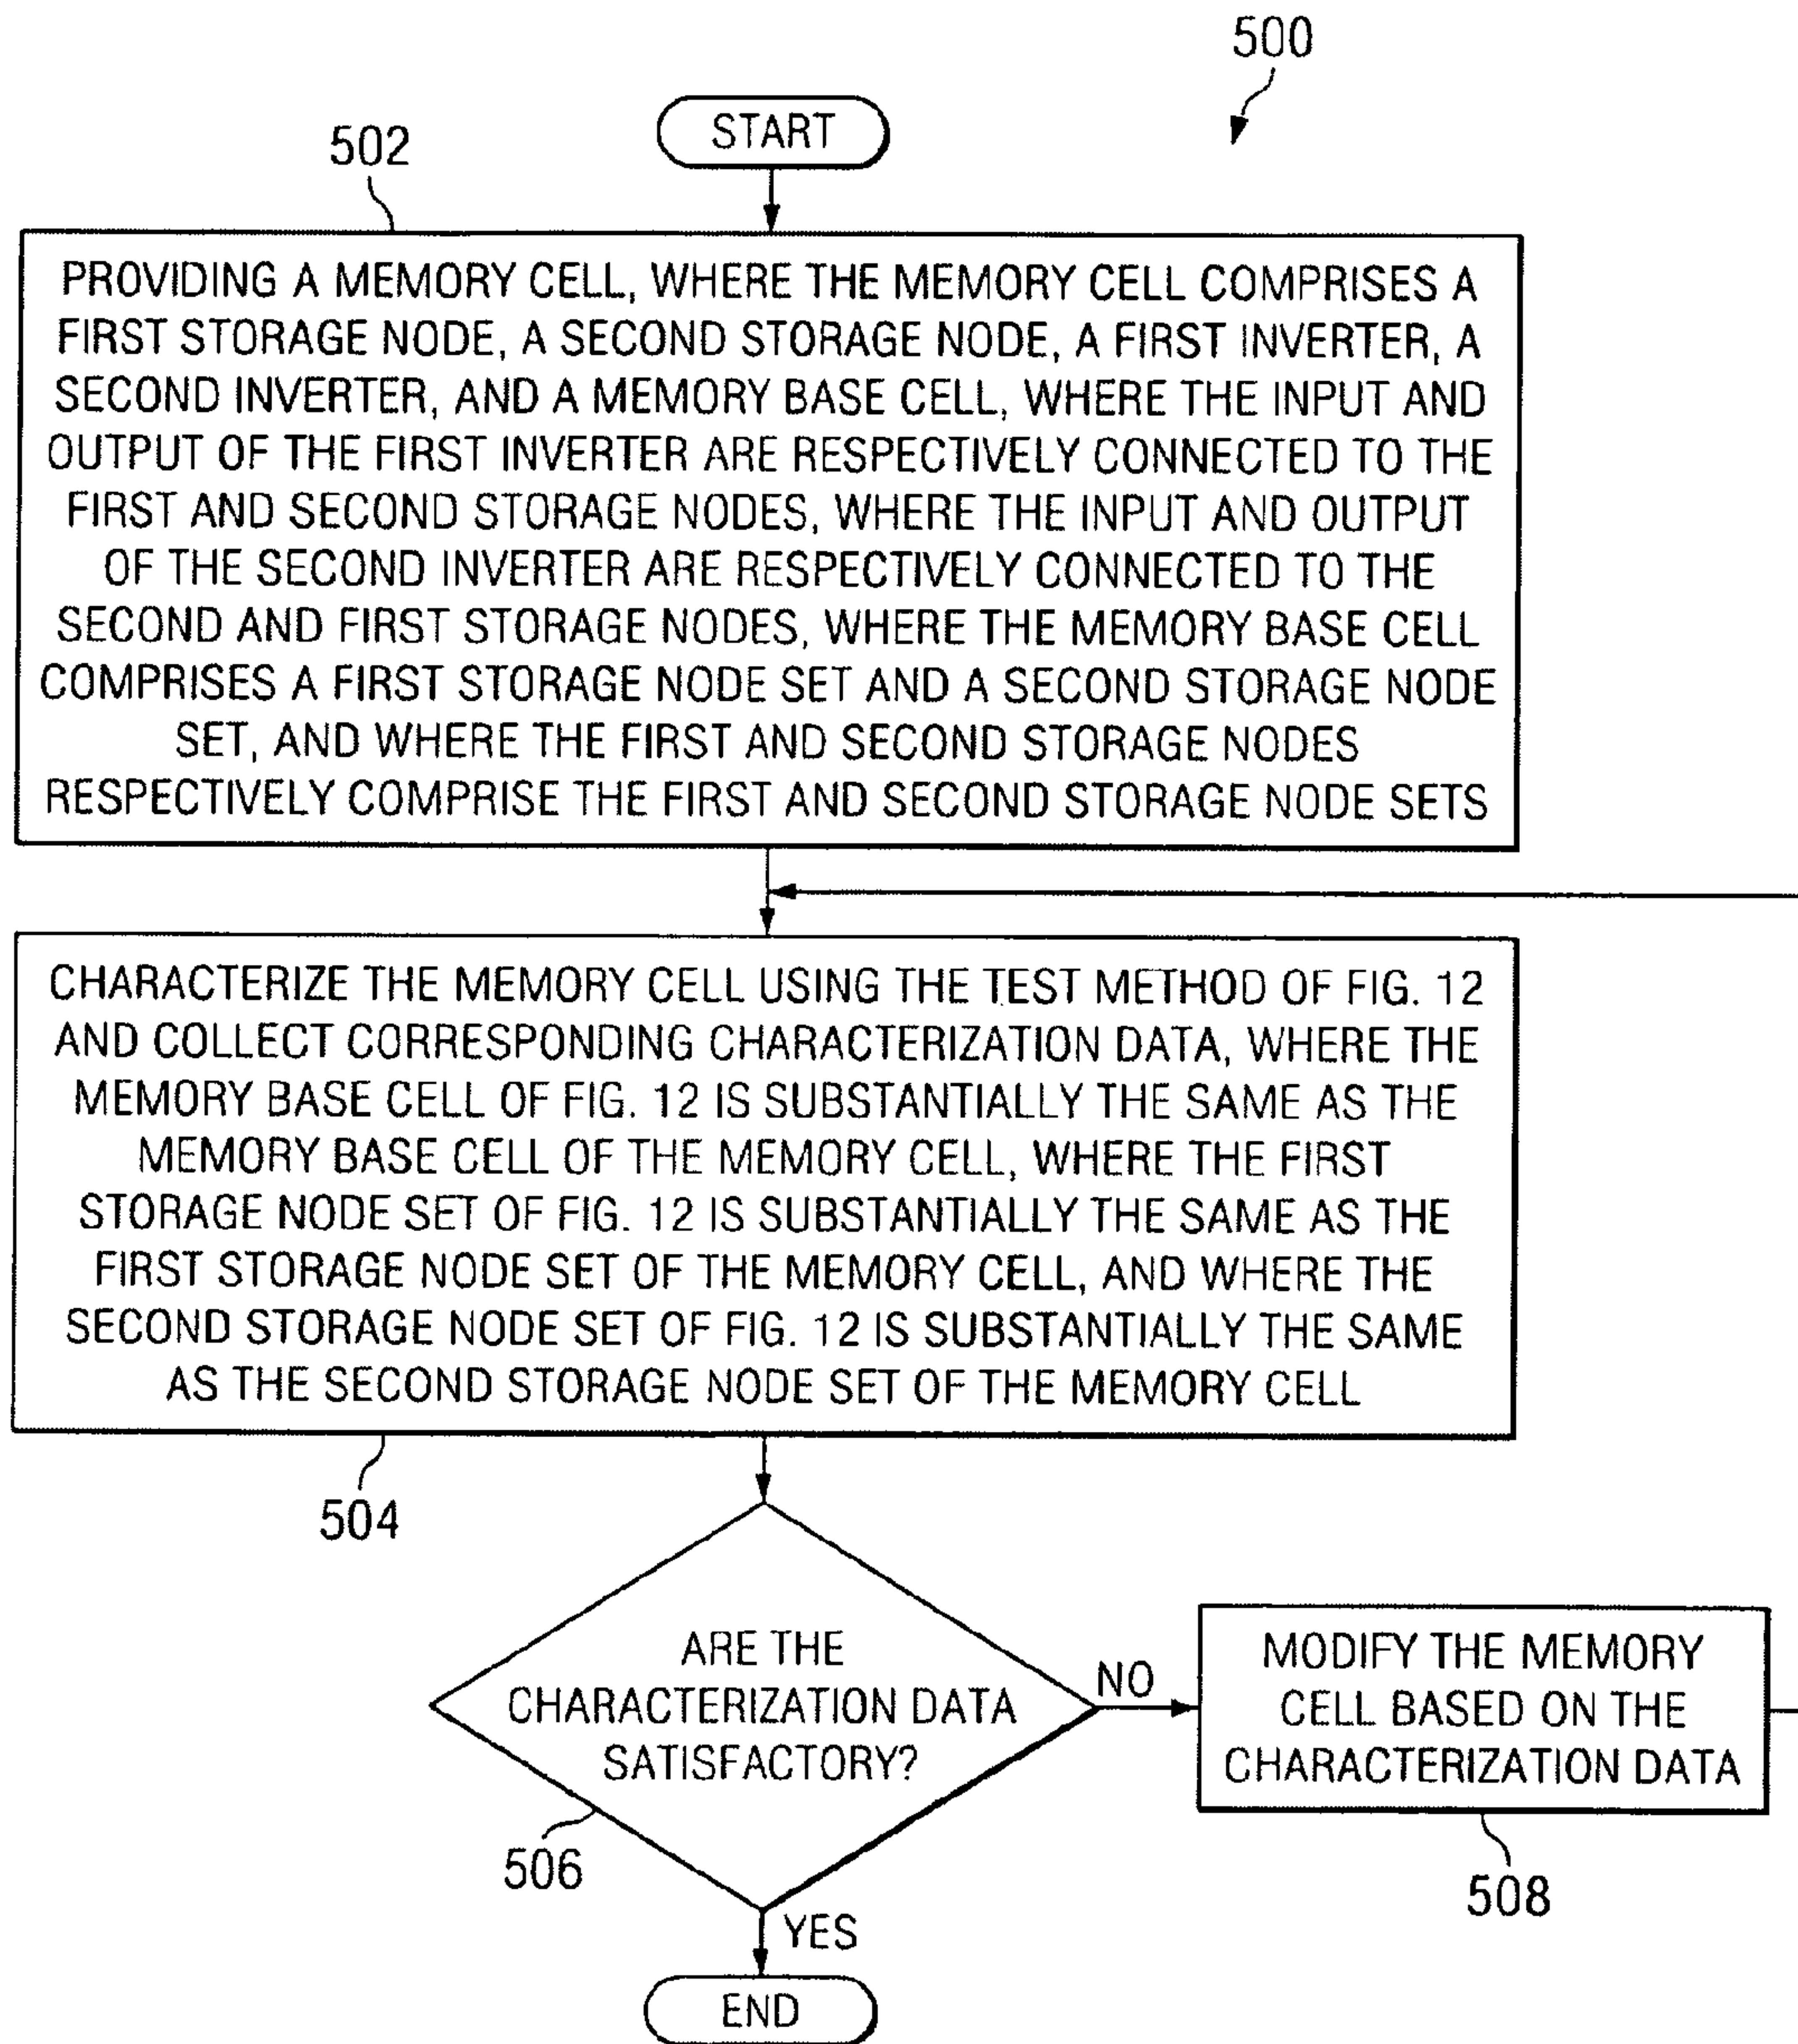 500
START
502
PROVIDING A MEMORY CELL, WHERE THE MEMORY CELL COMPRISES A
FIRST STORAGE NODE, A SECOND STORAGE NODE, A FIRST INVERTER, A
SECOND INVERTER, AND A MEMORY BASE CELL, WHERE THE INPUT AND
OUTPUT OF THE FIRST INVERTER ARE RESPECTIVELY CONNECTED TO THE
FIRST AND SECOND STORAGE NODES, WHERE THE INPUT AND OUTPUT
OF THE SECOND INVERTER ARE RESPECTIVELY CONNECTED TO THE
SECOND AND FIRST STORAGE NODES, WHERE THE MEMORY BASE CELL
COMPRISES A FIRST STORAGE NODE SET AND A SECOND STORAGE NODE
SET, AND WHERE THE FIRST AND SECOND STORAGE NODES
RESPECTIVELY COMPRISE THE FIRST AND SECOND STORAGE NODE SETS
CHARACTERIZE THE MEMORY CELL USING THE TEST METHOD OF FIG. 12
AND COLLECT CORRESPONDING CHARACTERIZATION DATA, WHERE THE
MEMORY BASE CELL OF FIG. 12 IS SUBSTANTIALLY THE SAME AS THE
MEMORY BASE CELL OF THE MEMORY CELL, WHERE THE FIRST
STORAGE NODE SET OF FIG. 12 IS SUBSTANTIALLY THE SAME AS THE
FIRST STORAGE NODE SET OF THE MEMORY CELL, AND WHERE THE
SECOND STORAGE NODE SET OF FIG. 12 IS SUBSTANTIALLY THE SAME
AS THE SECOND STORAGE NODE SET OF THE MEMORY CELL
504
ARE THE
CHARACTERIZATION DATA
SATISFACTORY?
506
NO
MODIFY THE MEMORY
CELL BASED ON THE
CHARACTERIZATION DATA
508
YES
END